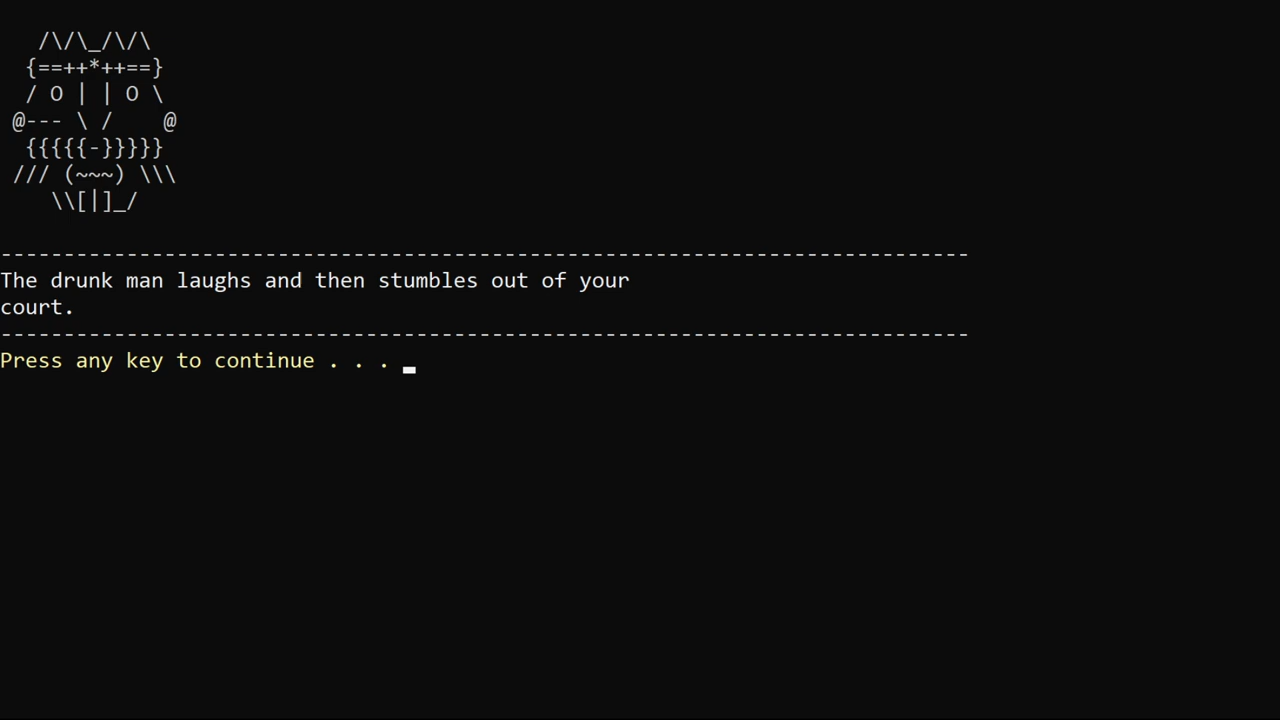 /\/\_/\/\
{==++*++==}
/ O | | O \
@--- \ /    @
{{{{{-}}}}}
/// (~~~) \\\
\\[|]_/
-----------------------------------------------------------------------------
The drunk man laughs and then stumbles out of your
court.
-----------------------------------------------------------------------------
Press any key to continue . . .